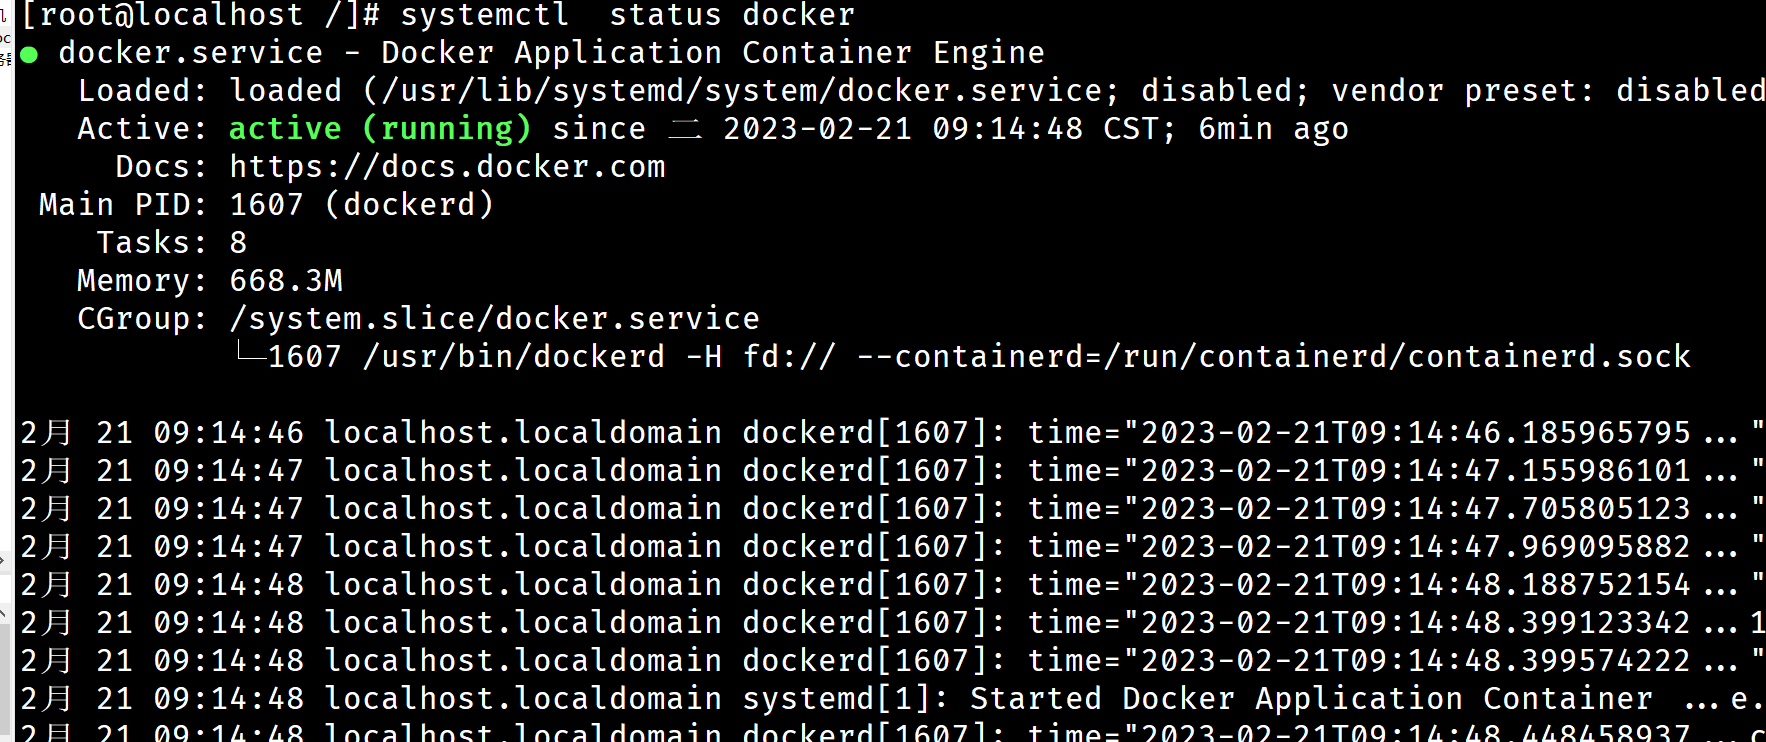 [root@localhost /]# systemctl  status docker
● docker.service - Docker Application Container Engine
   Loaded: loaded (/usr/lib/systemd/system/docker.service; disabled; vendor preset: disabled
   Active: active (running) since 二 2023-02-21 09:14:48 CST; 6min ago
     Docs: https://docs.docker.com
 Main PID: 1607 (dockerd)
    Tasks: 8
   Memory: 668.3M
   CGroup: /system.slice/docker.service
           └─1607 /usr/bin/dockerd -H fd:// --containerd=/run/containerd/containerd.sock
2月 21 09:14:46 localhost.localdomain dockerd[1607]: time="2023-02-21T09:14:46.185965795..."
2月 21 09:14:47 localhost.localdomain dockerd[1607]: time="2023-02-21T09:14:47.155986101..."
2月 21 09:14:47 localhost.localdomain dockerd[1607]: time="2023-02-21T09:14:47.705805123..."
2月 21 09:14:47 localhost.localdomain dockerd[1607]: time="2023-02-21T09:14:47.969095882..."
2月 21 09:14:48 localhost.localdomain dockerd[1607]: time="2023-02-21T09:14:48.188752154..."
2月 21 09:14:48 localhost.localdomain dockerd[1607]: time="2023-02-21T09:14:48.399123342...1
2月 21 09:14:48 localhost.localdomain dockerd[1607]: time="2023-02-21T09:14:48.399574222..."
2月 21 09:14:48 localhost.localdomain systemd[1]: Started Docker Application Container ...e.
2月 21 09:14:48 localhost.localdomain dockerd[1607]: time="2023-02-21T09:14:48.448458937...c